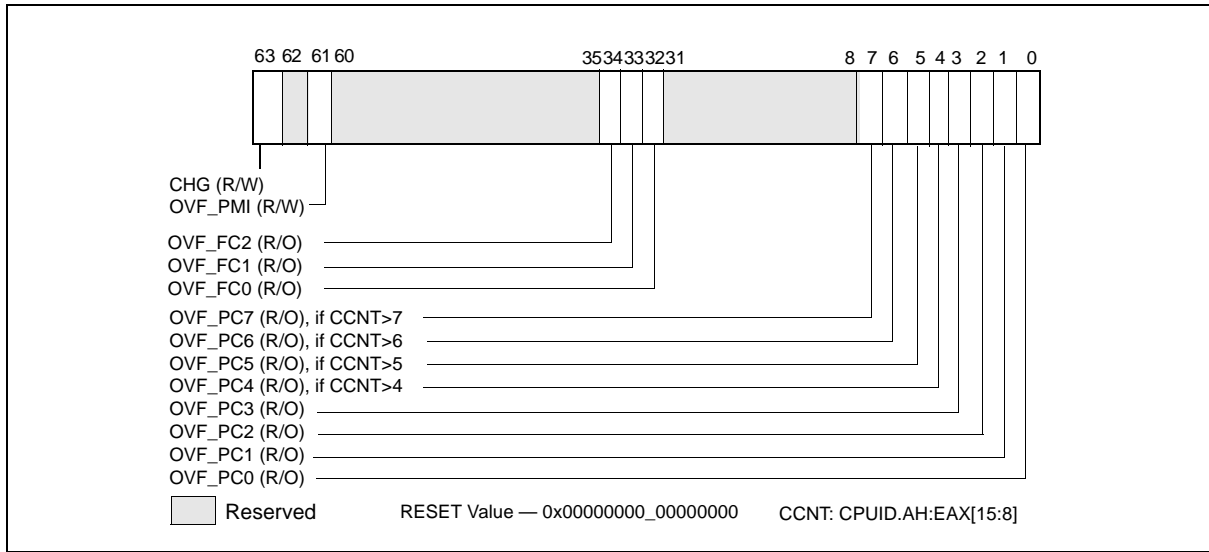 63 62 61 60 35 34 33 32 31 8 7 6 5 4 3 2 1 0
CHG (R/W)
OVF_PMI (R/W)
OVF_FC2 (R/O)
OVF_FC1 (R/O)
OVF_FC0 (R/O)
OVF_PC7 (R/O), if CCNT>7
OVF_PC6 (R/O), if CCNT>6
OVF_PC5 (R/O), if CCNT>5
OVF_PC4 (R/O), if CCNT>4
OVF_PC3 (R/O)
OVF_PC2 (R/O)
OVF_PC1 (R/O)
OVF_PC0 (R/O)
Reserved RESET Value — 0x00000000_00000000 CCNT: CPUID.AH:EAX[15:8]